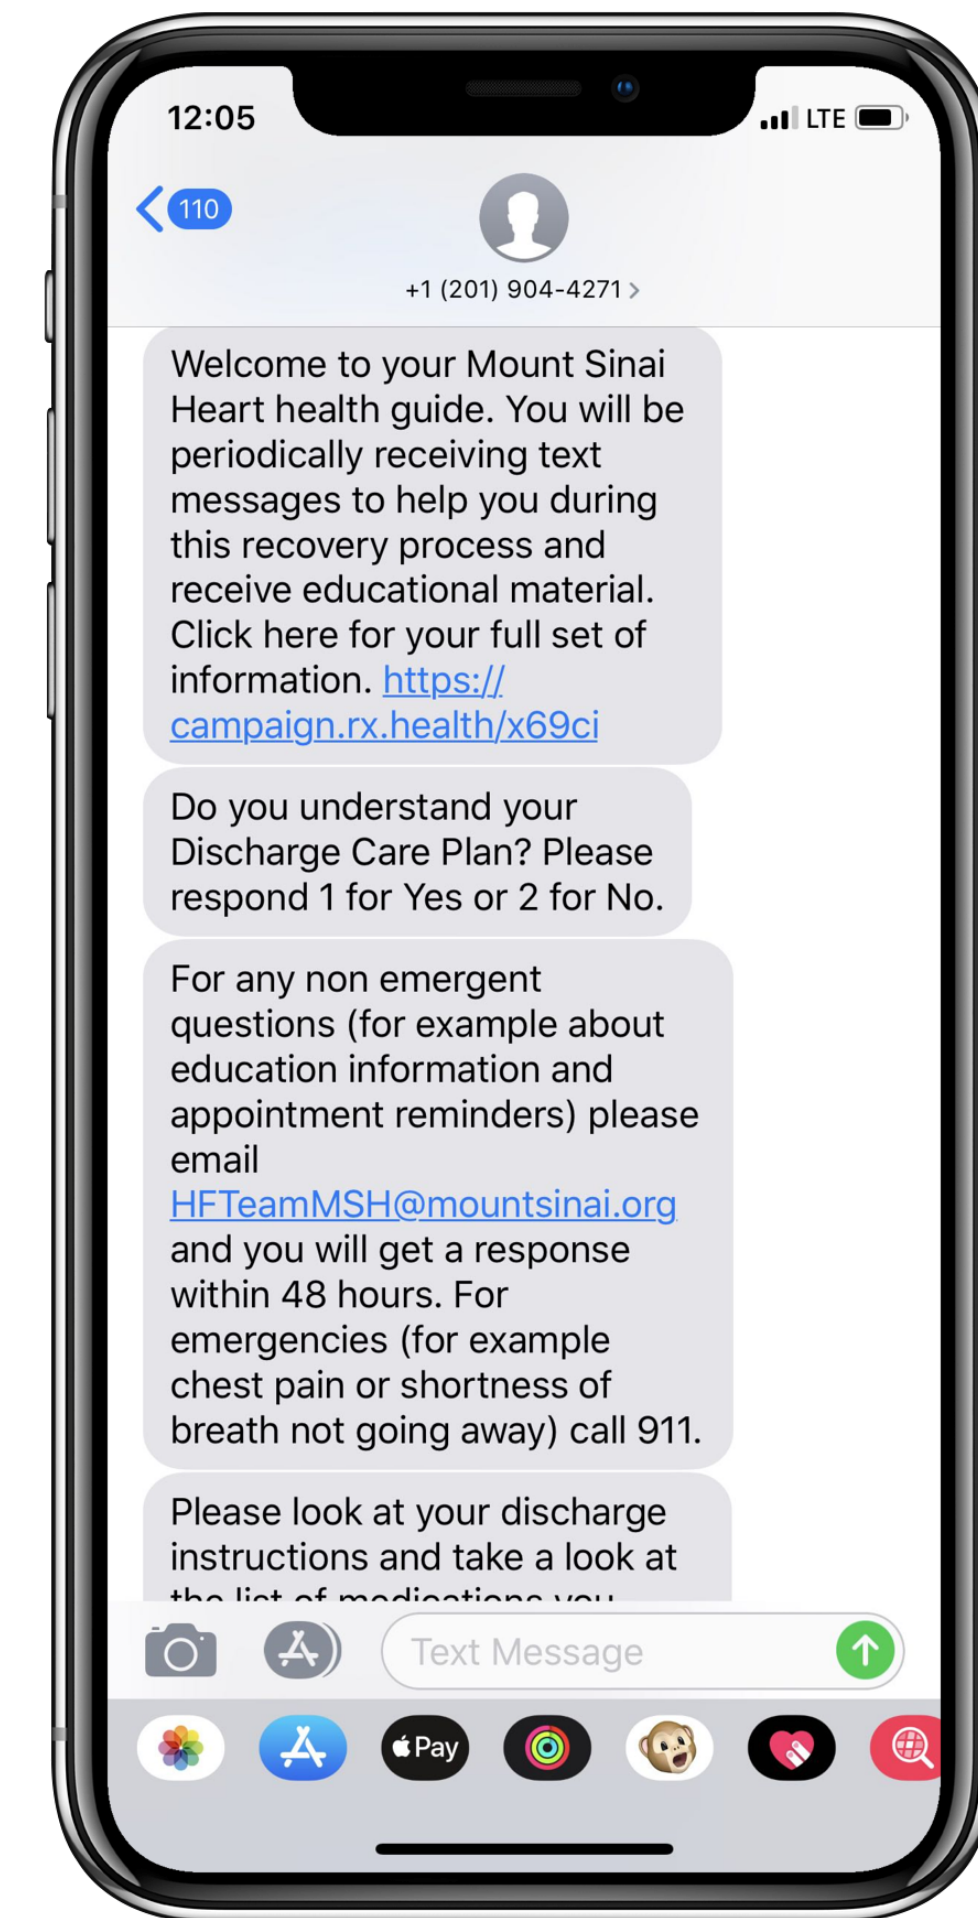 12:05
LTE
110
+1 (201) 904-4271 >
Welcome to your Mount Sinai
Heart health guide. You will be
periodically receiving text
messages to help you during
this recovery process and
receive educational material.
Click here for your full set of
information. https://
campaign.rx.health/x69ci
Do you understand your
Discharge Care Plan? Please
respond 1 for Yes or 2 for No.
For any non emergent
questions (for example about
education information and
appointment reminders) please
email
HFTeamMSH@mountsinai.org
and you will get a response
within 48 hours. For
emergencies (for example
chest pain or shortness of
breath not going away) call 911.
Please look at your discharge
instructions and take a look at
the list of medications you
Text Message
Pay